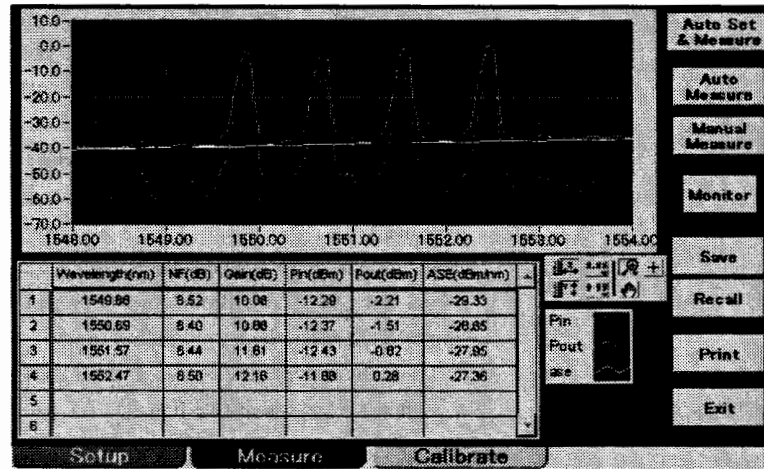 10.0
0.0
-10.0
-20.0
-30.0
-40.0
-50.0
-60.0
-70.0
1548.00 1549.00 1550.00 1551.00 1552.00 1553.00 1554.00
Auto Set & Measure
Auto Measure
Manual Measure
Monitor
Save
Recall
Print
Exit
Wavelength(nm) NF(dB) Gain(dB) Pin(dBm) Pout(dBm) ASE(dBm/nm)
1 1549.86 6.52 10.08 -12.29 -2.21 -29.33
2 1550.69 6.40 10.86 -12.37 -1.51 -28.65
3 1551.57 6.44 11.61 -12.43 -0.82 -27.95
4 1552.47 6.50 12.16 -11.88 0.28 -27.36
5
6
Pin
Pout
ase
Setup Measure Calibrate